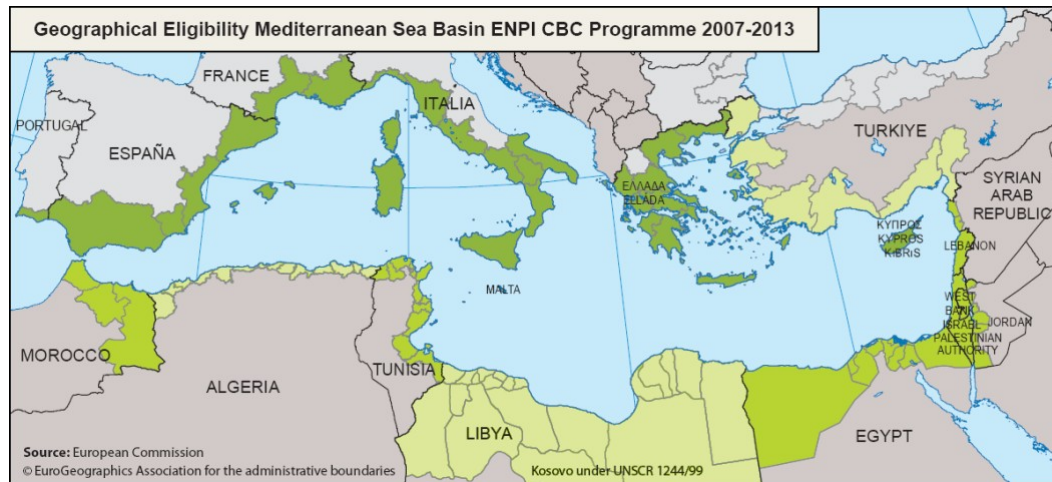 Geographical Eligibility Mediterranean Sea Basin ENPI CBC Programme 2007-2013
FRANCE
ITALIA
PORTUGAL
ESPAÑA
TURKIYE
ΕΛΛΑΔΑ
ELLADA
SYRIAN
ARAB
REPUBLIC
ΚΥΠΡΟΣ
KYPROS
KıBRıS
LEBANON
MALTA
WEST
BANK
ISRAEL
JORDAN
PALESTINIAN
AUTHORITY
MOROCCO
ALGERIA
TUNISIA
LIBYA
EGYPT
Source: European Commission
© EuroGeographics Association for the administrative boundaries
Kosovo under UNSCR 1244/99